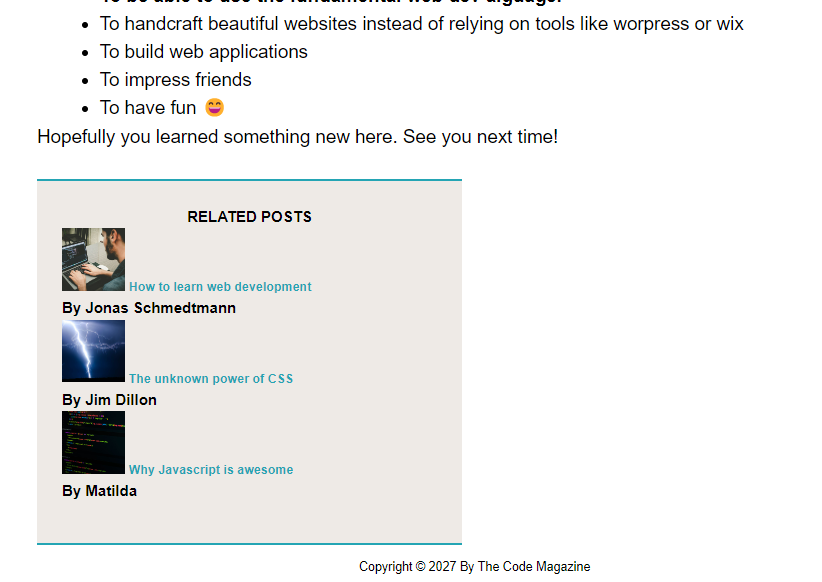 To handcraft beautiful websites instead of relying on tools like worpress or wix
To build web applications
To impress friends
To have fun 😄
Hopefully you learned something new here. See you next time!
RELATED POSTS
How to learn web development
By Jonas Schmedtmann
The unknown power of CSS
By Jim Dillon
Why Javascript is awesome
By Matilda
Copyright © 2027 By The Code Magazine